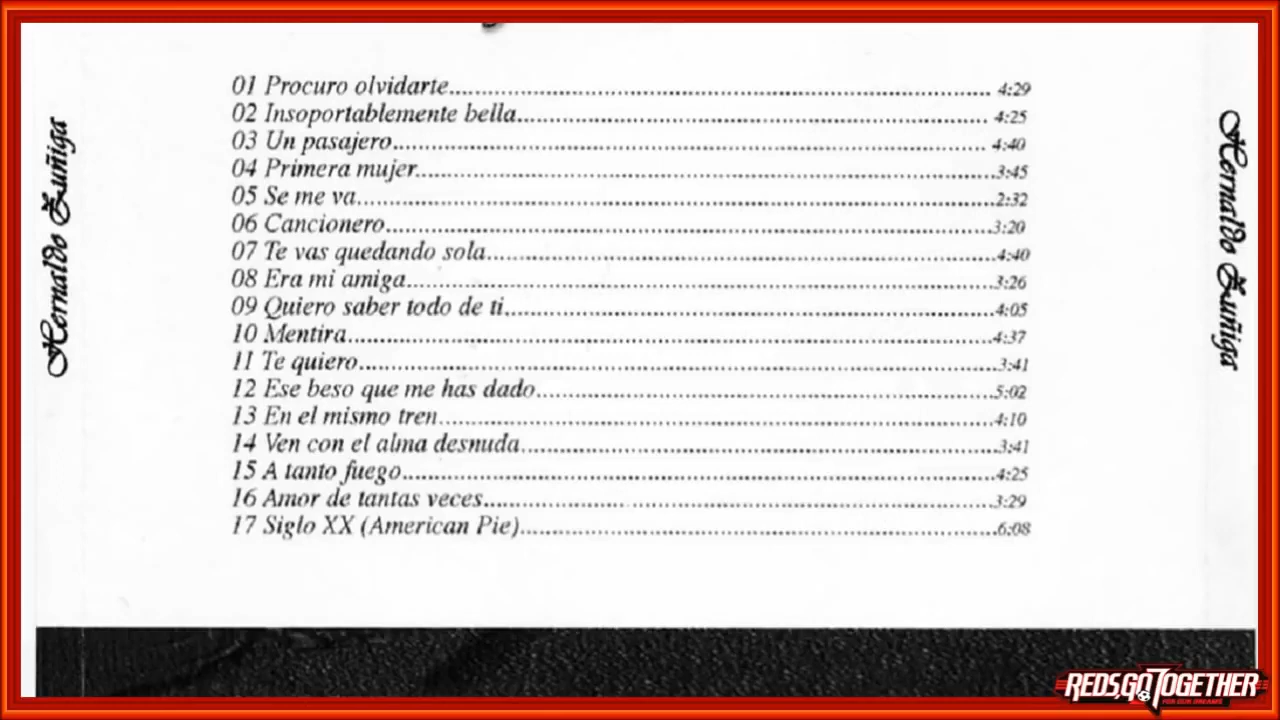 01 Procuro olvidarte.......... 4:29
02 Insoportablemente bella.......... 4:25
03 Un pasajero.......... 4:40
04 Primera mujer.......... 3:45
05 Se me va.......... 2:32
06 Cancionero.......... 3:20
07 Te vas quedando sola.......... 4:40
08 Era mi amiga.......... 3:26
09 Quiero saber todo de ti.......... 4:05
10 Mentira.......... 4:37
11 Te quiero.......... 3:41
12 Ese beso que me has dado.......... 5:02
13 En el mismo tren.......... 4:10
14 Ven con el alma desnuda.......... 3:41
15 A tanto fuego.......... 4:25
16 Amor de tantas veces.......... 3:29
17 Siglo XX (American Pie).......... 6:08
Hernaldo Zuñiga
Hernaldo Zuñiga
REDS,GO TOGETHER
FOR OUR DREAMS